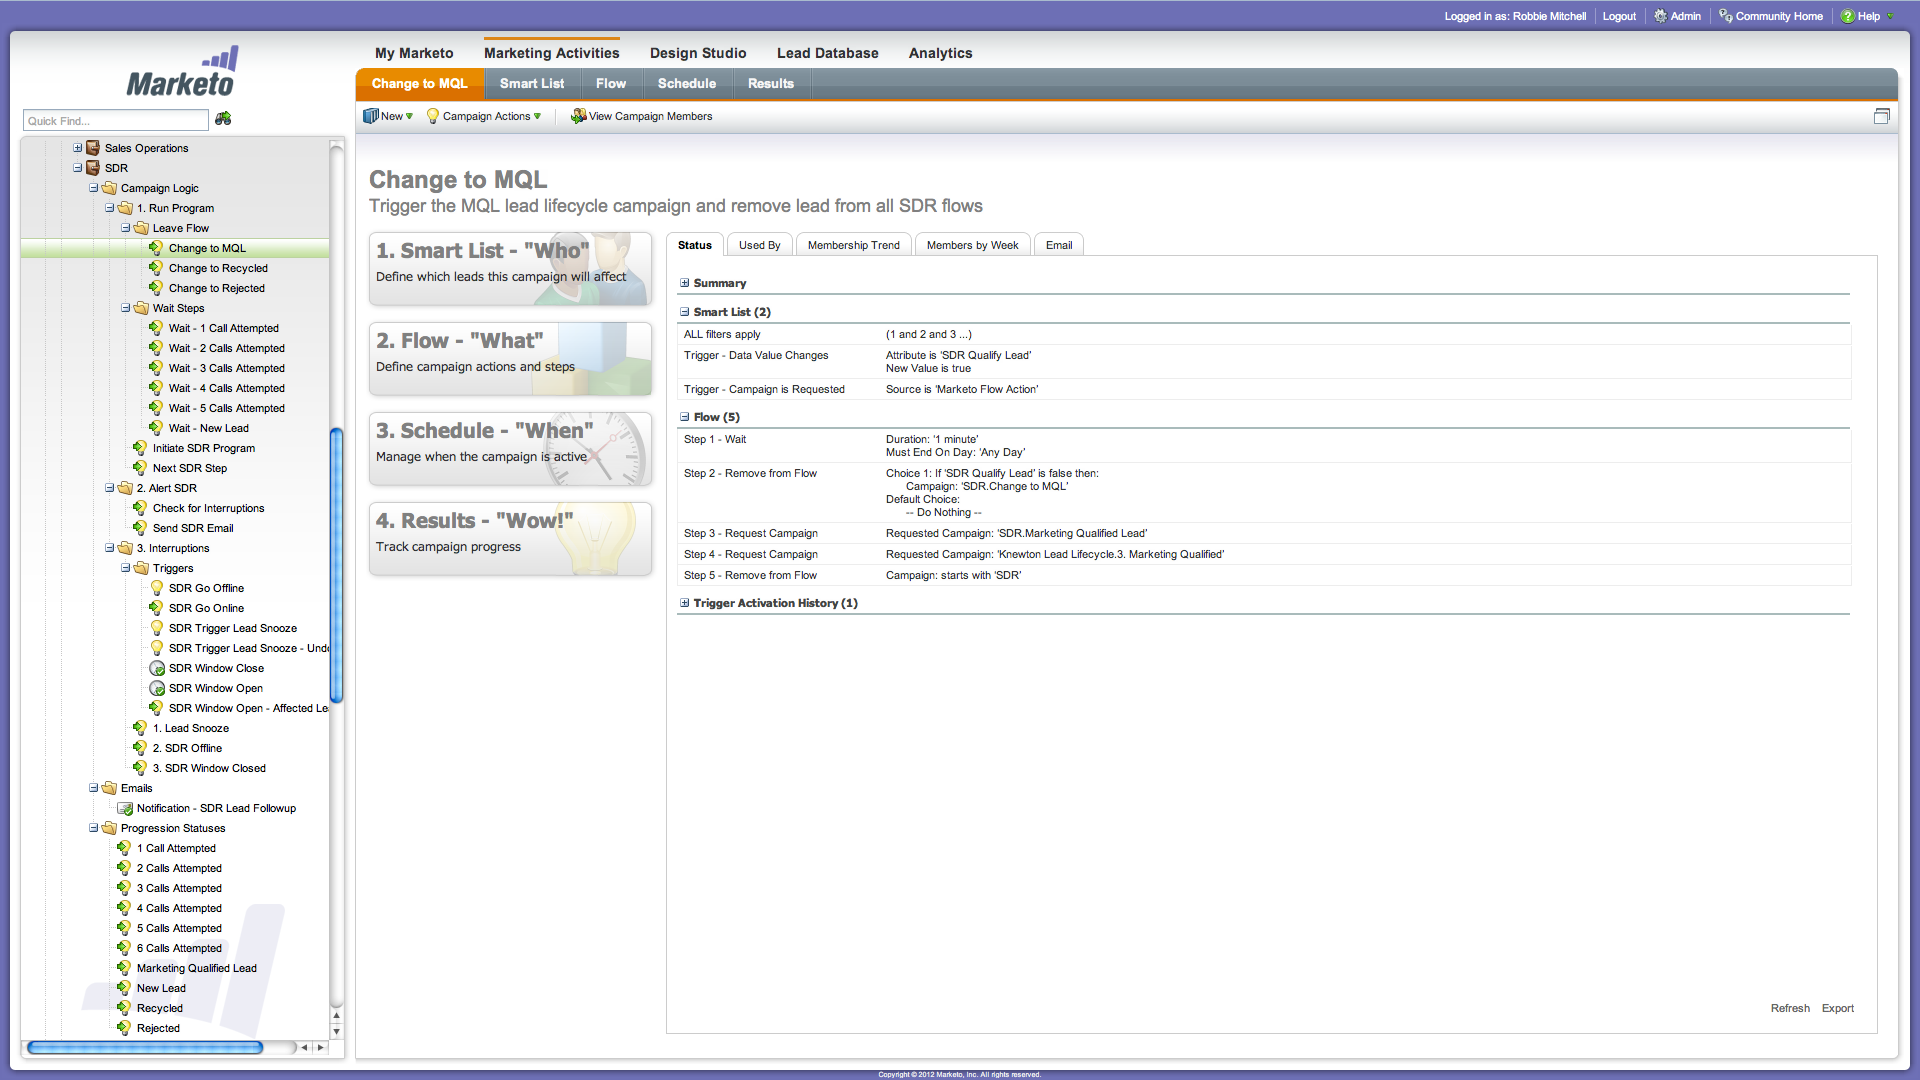 Logged in as: Robbie Mitchell
Logout
Admin
Community Home
Help
Marketo
My Marketo
Marketing Activities
Design Studio
Lead Database
Analytics
Change to MQL
Smart List
Flow
Schedule
Results
Quick Find...
New
Campaign Actions
View Campaign Members
Sales Operations
SDR
Campaign Logic
1. Run Program
Leave Flow
Change to MQL
Change to Recycled
Change to Rejected
Wait Steps
Wait - 1 Call Attempted
Wait - 2 Calls Attempted
Wait - 3 Calls Attempted
Wait - 4 Calls Attempted
Wait - 5 Calls Attempted
Wait - New Lead
Initiate SDR Program
Next SDR Step
2. Alert SDR
Check for Interruptions
Send SDR Email
3. Interruptions
Triggers
SDR Go Offline
SDR Go Online
SDR Trigger Lead Snooze
SDR Trigger Lead Snooze - Undo
SDR Window Close
SDR Window Open
SDR Window Open - Affected Le
1. Lead Snooze
2. SDR Offline
3. SDR Window Closed
Emails
Notification - SDR Lead Followup
Progression Statuses
1 Call Attempted
2 Calls Attempted
3 Calls Attempted
4 Calls Attempted
5 Calls Attempted
6 Calls Attempted
Marketing Qualified Lead
New Lead
Recycled
Rejected
Change to MQL
Trigger the MQL lead lifecycle campaign and remove lead from all SDR flows
1. Smart List - "Who"
Define which leads this campaign will affect
2. Flow - "What"
Define campaign actions and steps
3. Schedule - "When"
Manage when the campaign is active
4. Results - "Wow!"
Track campaign progress
Status
Used By
Membership Trend
Members by Week
Email
Summary
Smart List (2)
ALL filters apply (1 and 2 and 3 ...)
Trigger - Data Value Changes Attribute is 'SDR Qualify Lead'
New Value is true
Trigger - Campaign is Requested Source is 'Marketo Flow Action'
Flow (5)
Step 1 - Wait Duration: '1 minute'
Must End On Day: 'Any Day'
Step 2 - Remove from Flow Choice 1: If 'SDR Qualify Lead' is false then:
Campaign: 'SDR.Change to MQL'
Default Choice:
-- Do Nothing --
Step 3 - Request Campaign Requested Campaign: 'SDR.Marketing Qualified Lead'
Step 4 - Request Campaign Requested Campaign: 'Knewton Lead Lifecycle.3. Marketing Qualified'
Step 5 - Remove from Flow Campaign: starts with 'SDR'
Trigger Activation History (1)
Refresh
Export
Copyright © 2012 Marketo, Inc. All rights reserved.